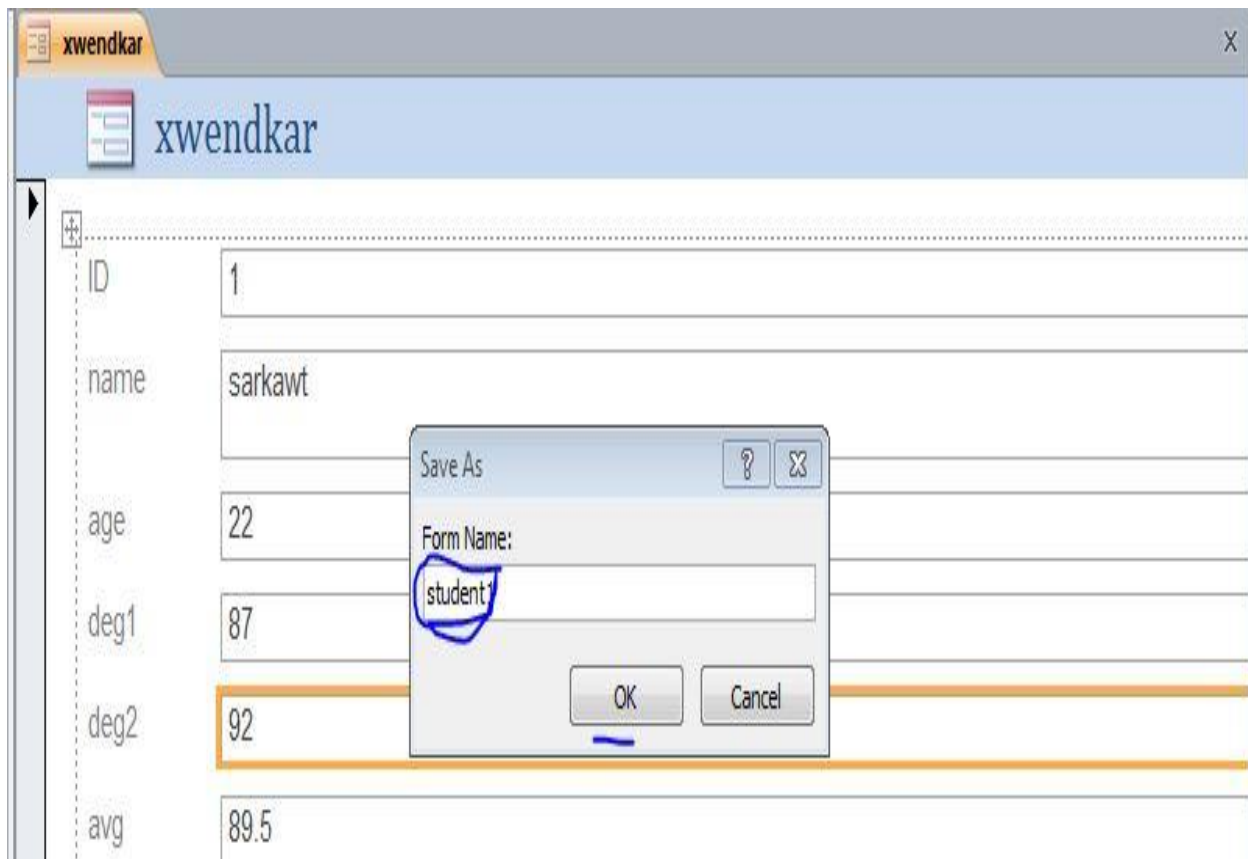 xwendkar
xwendkar
ID 1
name sarkawt
age 22
deg1 87
deg2 92
avg 89.5
Save As
Form Name:
student1
OK Cancel